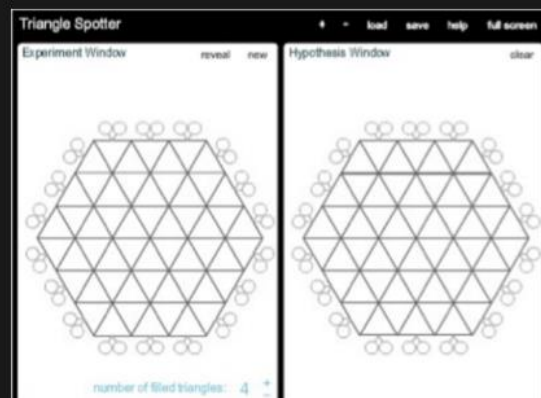 Triangle Spotter + - load save help full screen
Experiment Window reveal new
Hypothesis Window clear
number of filled triangles: 4 + -